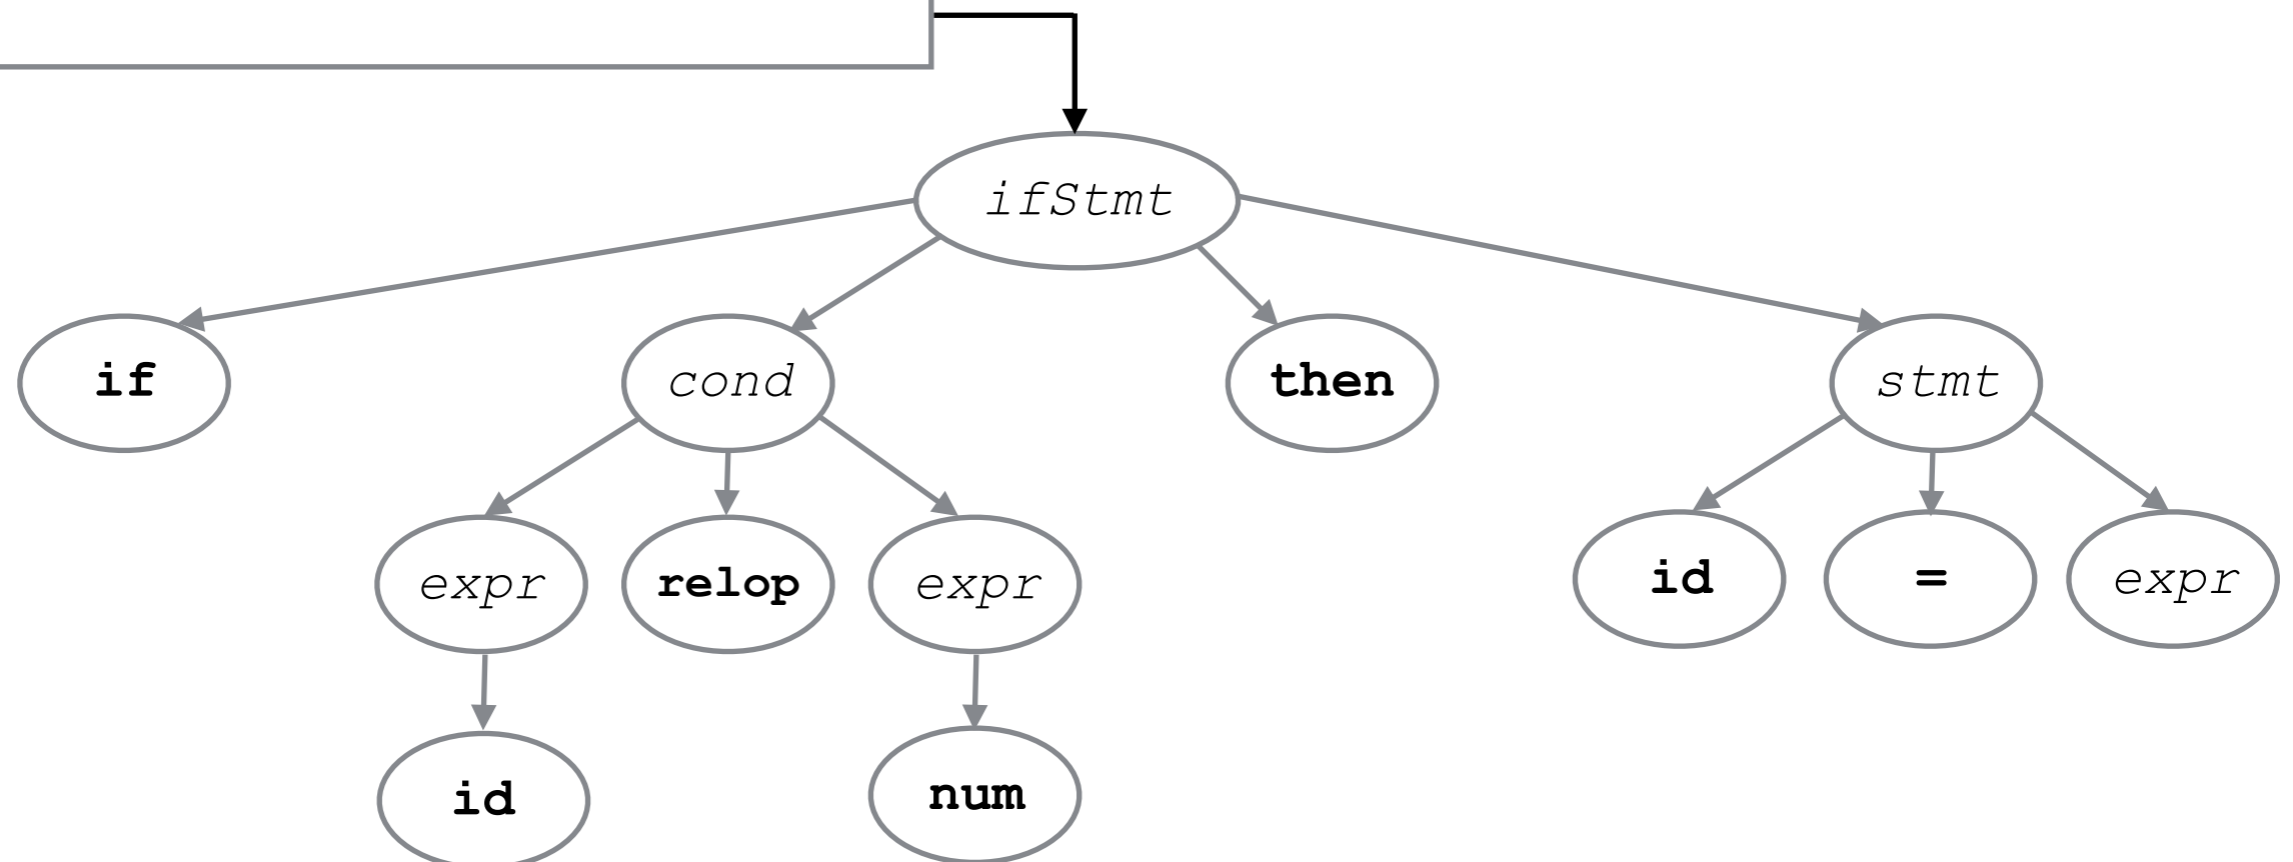 ifStmt
if cond then stmt
expr relop expr id = expr
id num